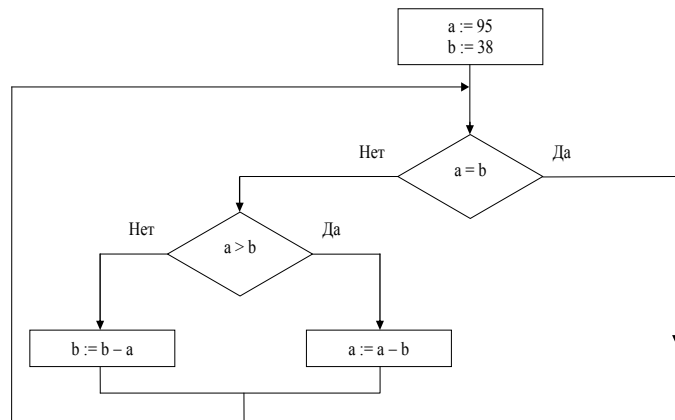 a := 95
b := 38
Нет
Да
a = b
Нет
Да
a > b
b := b – a
a := a – b